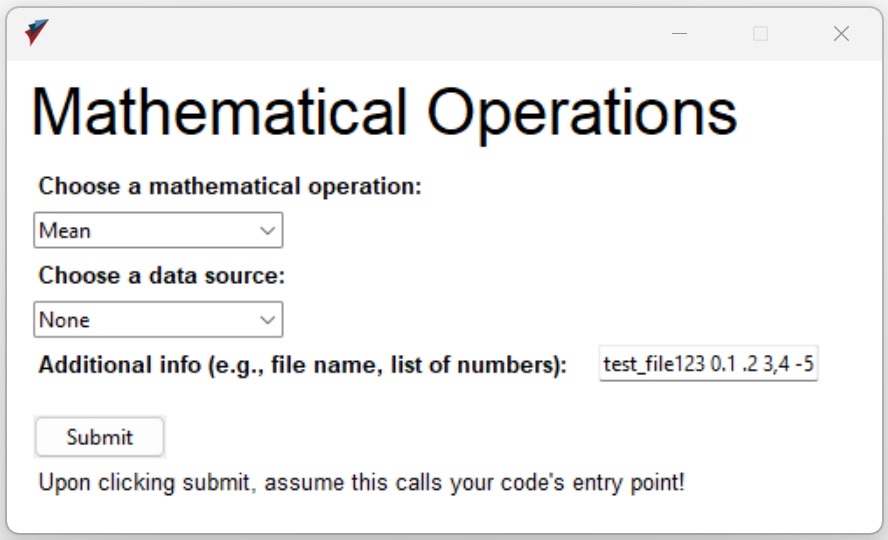 Mathematical Operations
Choose a mathematical operation:
Mean
Choose a data source:
None
Additional info (e.g., file name, list of numbers): test_file123 0.1 .2 3,4 -5
Submit
Upon clicking submit, assume this calls your code's entry point!